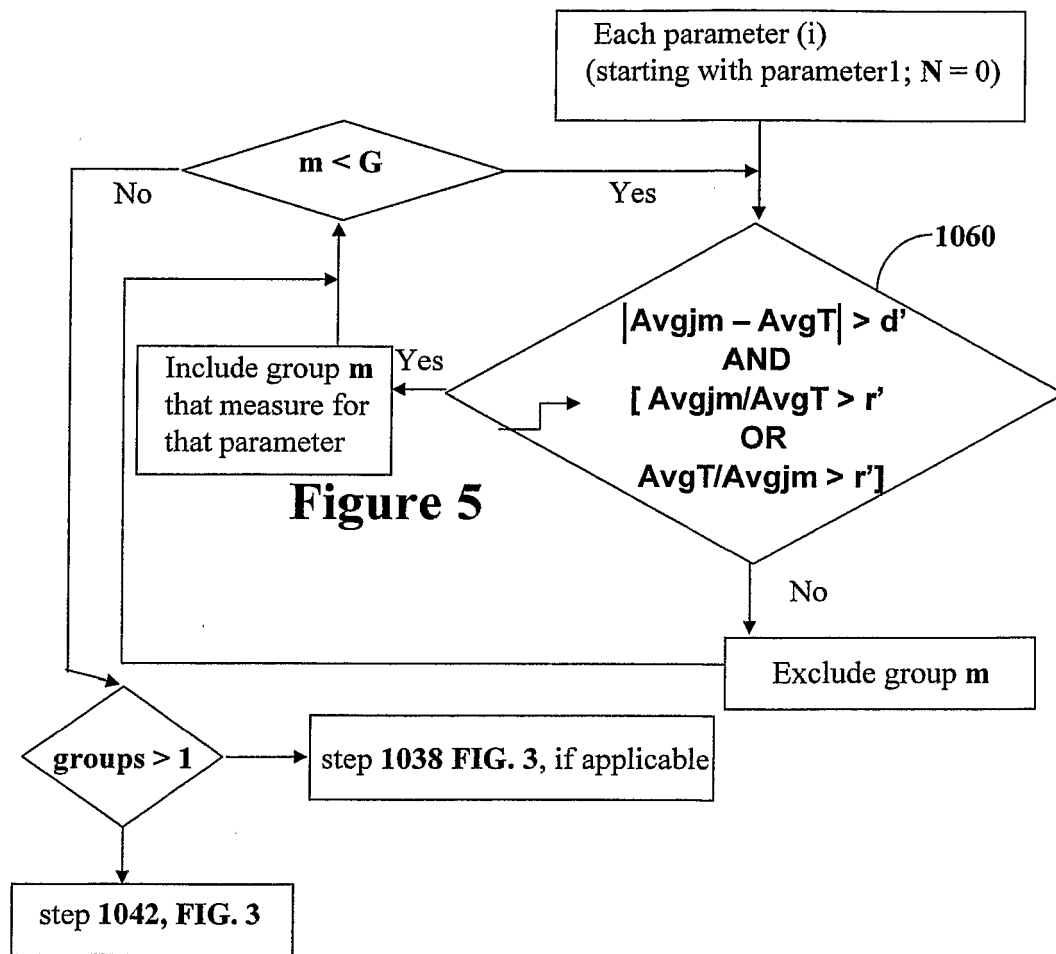 Each parameter (i)
(starting with parameter1; N = 0)
m < G
No
Yes
1060
|Avgjm – AvgT| > d’
AND
[ Avgjm/AvgT > r’
OR
AvgT/Avgjm > r’]
Yes
Include group m
that measure for
that parameter
Figure 5
No
Exclude group m
groups > 1
step 1038 FIG. 3, if applicable
step 1042, FIG. 3